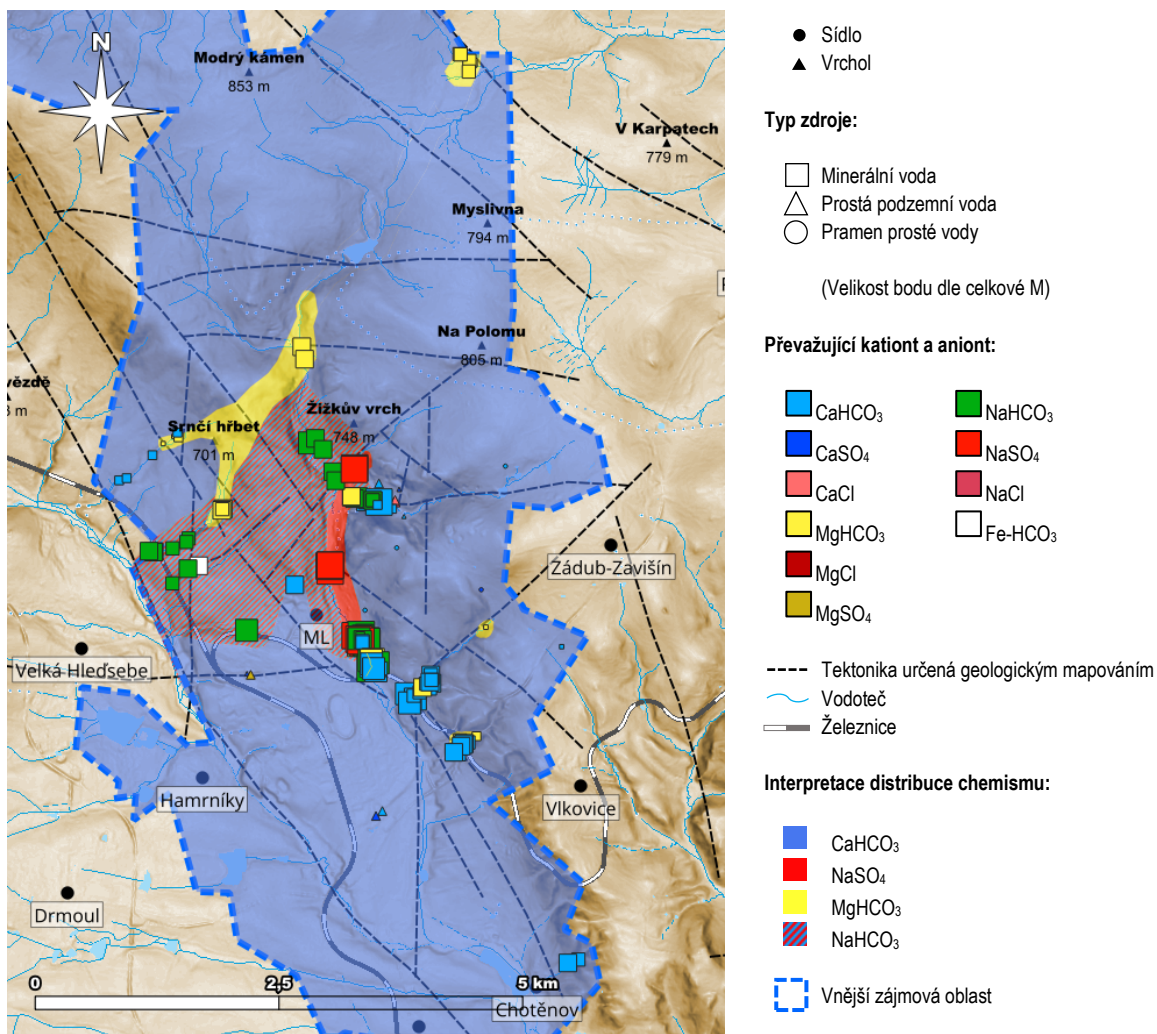 N
Modrý kámen
853 m
V Karpatech
779 m
Myslivna
794 m
Na Polomu
805 m
vězdě
3 m
Žižkův vrch
748 m
Srnčí hřbet
701 m
Žádub-Zavišín
ML
Velká Hleďsebe
Hamrníky
Vlkovice
Drmoul
0 2,5 5 km
Chotěnov
Sídlo
Vrchol
Typ zdroje:
Minerální voda
Prostá podzemní voda
Pramen prosté vody
(Velikost bodu dle celkové M)
Převažující kationt a aniont:
CaHCO₃ NaHCO₃
CaSO₄ NaSO₄
CaCl NaCl
MgHCO₃ Fe-HCO₃
MgCl
MgSO₄
Tektonika určená geologickým mapováním
Vodoteč
Železnice
Interpretace distribuce chemismu:
CaHCO₃
NaSO₄
MgHCO₃
NaHCO₃
Vnější zájmová oblast